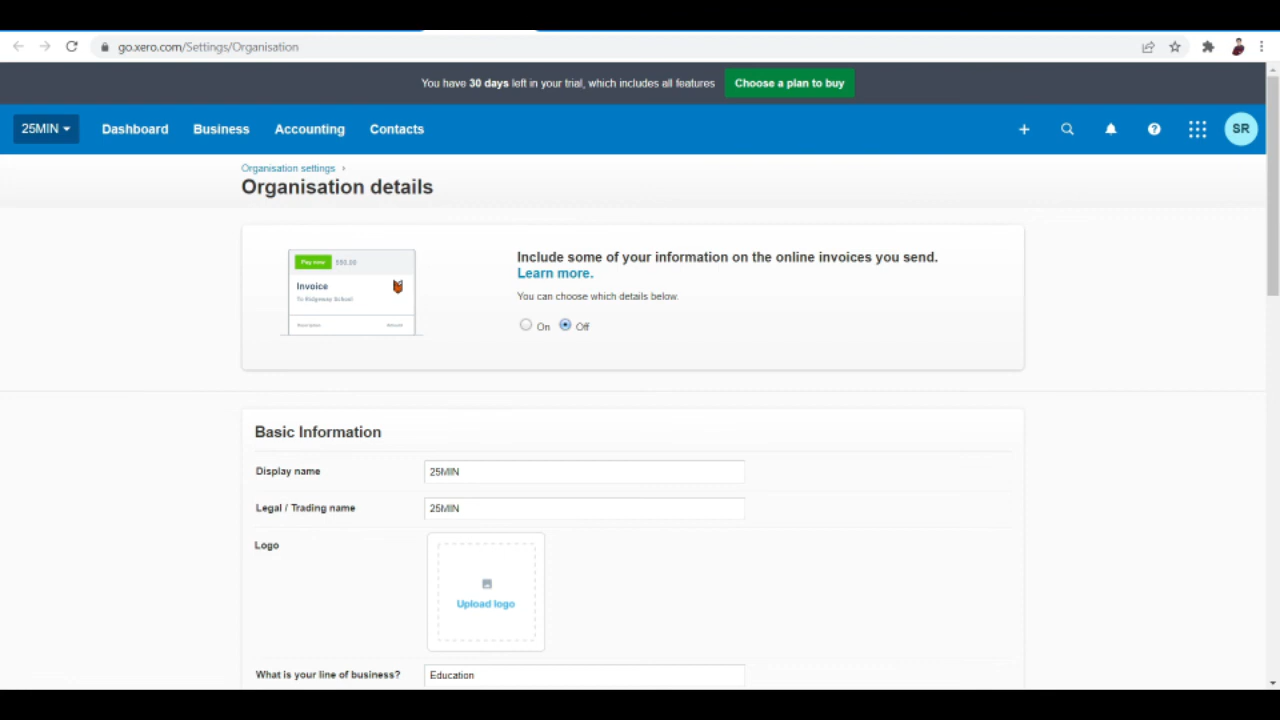 go.xero.com/Settings/Organisation
You have 30 days left in your trial, which includes all features
Choose a plan to buy
25MIN
Dashboard
Business
Accounting
Contacts
SR
Organisation settings ›
Organisation details
Pay now $90.00
Invoice
To Ridgeway School
Include some of your information on the online invoices you send.
Learn more.
You can choose which details below.
On
Off
Basic Information
Display name
25MIN
Legal / Trading name
25MIN
Logo
Upload logo
What is your line of business?
Education